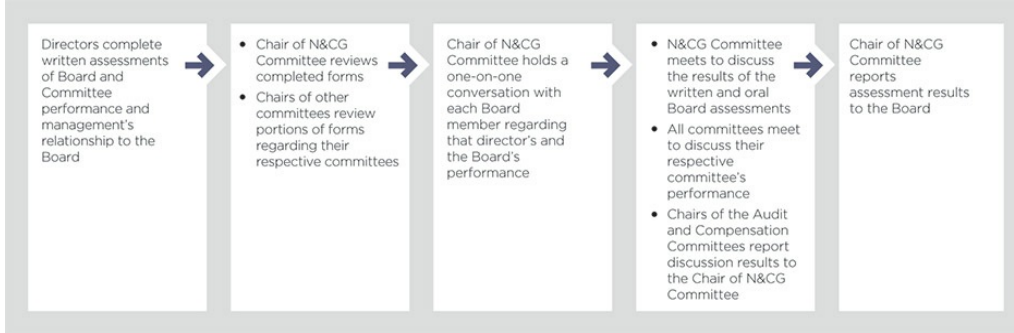 Directors complete
written assessments
of Board and
Committee
performance and
management's
relationship to the
Board
• Chair of N&CG
Committee reviews
completed forms
• Chairs of other
committees review
portions of forms
regarding their
respective committees
Chair of N&CG
Committee holds a
one-on-one
conversation with
each Board
member regarding
that director's and
the Board's
performance
• N&CG Committee
meets to discuss
the results of the
written and oral
Board assessments
• All committees meet
to discuss their
respective
committee's
performance
• Chairs of the Audit
and Compensation
Committees report
discussion results to
the Chair of N&CG
Committee
Chair of N&CG
Committee
reports
assessment results
to the Board